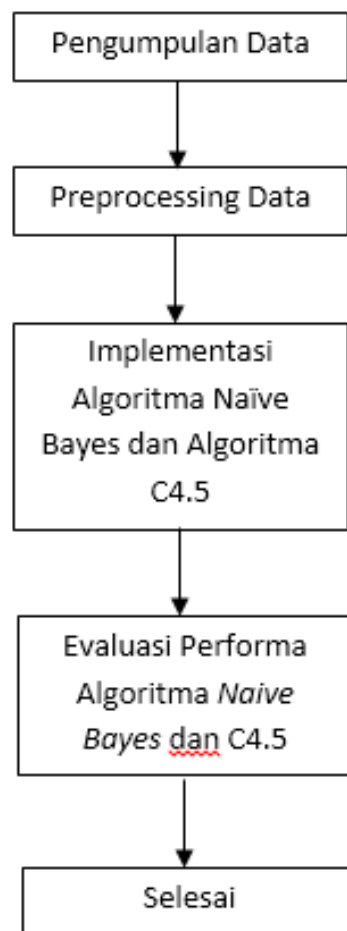 Pengumpulan Data
Preprocessing Data
Implementasi
Algoritma Naïve
Bayes dan Algoritma
C4.5
Evaluasi Performa
Algoritma Naive
Bayes dan C4.5
Selesai